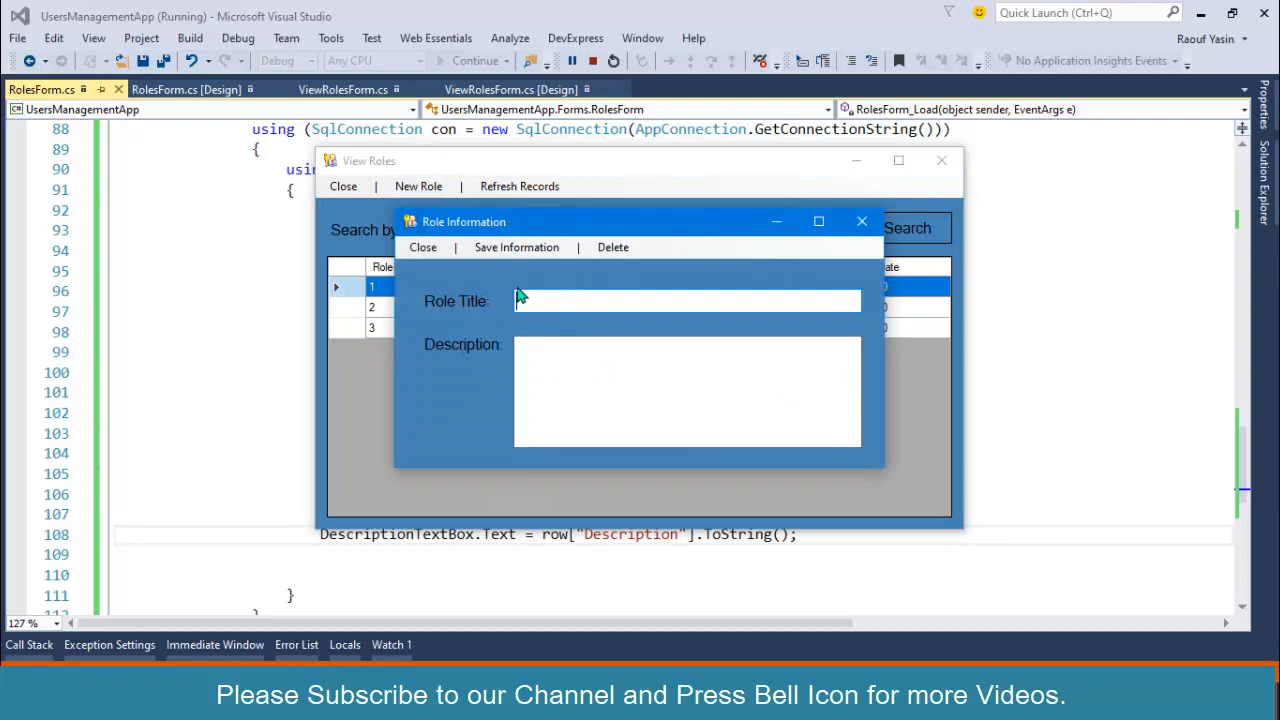 UsersManagementApp (Running) - Microsoft Visual Studio
Quick Launch (Ctrl+Q)
File Edit View Project Build Debug Team Tools Test Web Essentials Analyze DevExpress Window Help
Raouf Yasin
Debug Any CPU Continue No Application Insights Events
RolesForm.cs RolesForm.cs [Design] ViewRolesForm.cs ViewRolesForm.cs [Design]
UsersManagementApp UsersManagementApp.Forms.RolesForm RolesForm_Load(object sender, EventArgs e)
Properties
Solution Explorer
88 using (SqlConnection con = new SqlConnection(AppConnection.GetConnectionString()))
89 {
90 usin
91 {
92
93
94
95
96
97
98
99
100
101
102
103
104
105
106
107
108 DescriptionTextBox.Text = row["Description"].ToString();
109
110
111 }
112 }
View Roles
Close | New Role | Refresh Records
Search by
Search
Role
ate
1
2
3
Role Information
Close | Save Information | Delete
Role Title:
Description:
127 %
Call Stack Exception Settings Immediate Window Error List Locals Watch 1
Please Subscribe to our Channel and Press Bell Icon for more Videos.